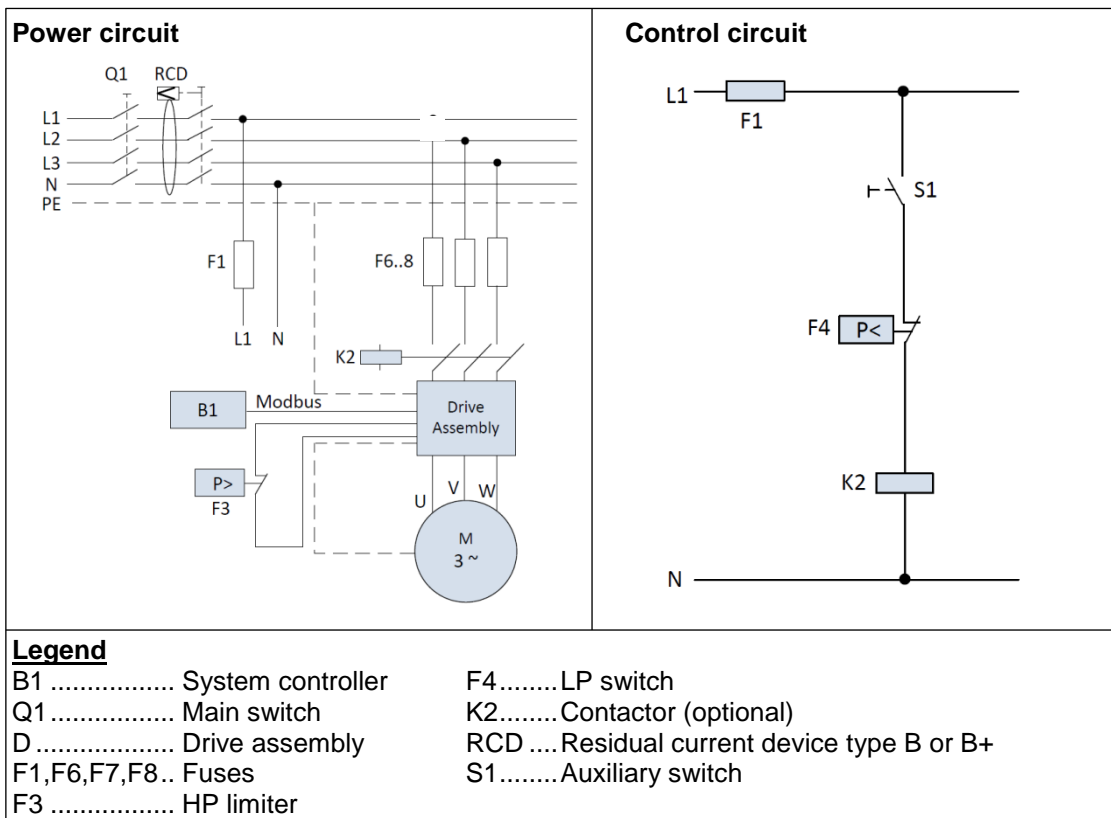 Power circuit
Q1 RCD
L1
L2
L3
N
PE
F1
F6..8
L1 N
K2
B1
Modbus
Drive
Assembly
P>
F3
U V W
M
3 ~
Control circuit
L1
F1
S1
F4 P<
K2
N
Legend
B1 ................. System controller
Q1 ................. Main switch
D ................... Drive assembly
F1,F6,F7,F8.. Fuses
F3 ................. HP limiter
F4........LP switch
K2........Contactor (optional)
RCD ....Residual current device type B or B+
S1........Auxiliary switch